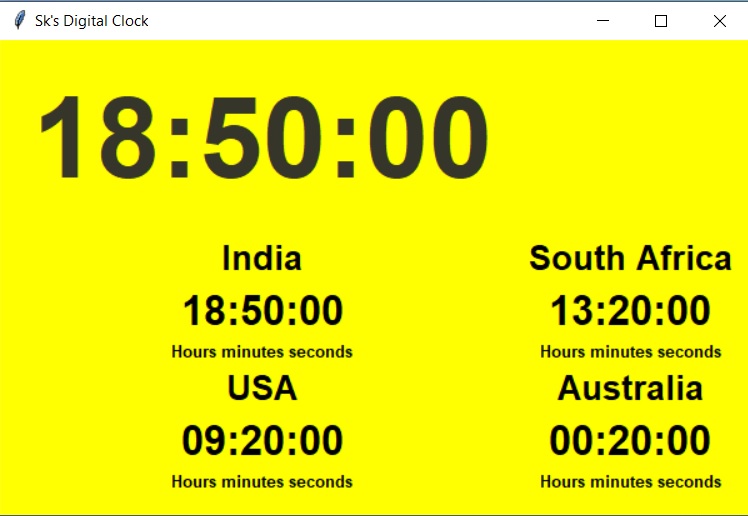 Sk's Digital Clock
18:50:00
India
South Africa
18:50:00
13:20:00
Hours minutes seconds
Hours minutes seconds
USA
Australia
09:20:00
00:20:00
Hours minutes seconds
Hours minutes seconds